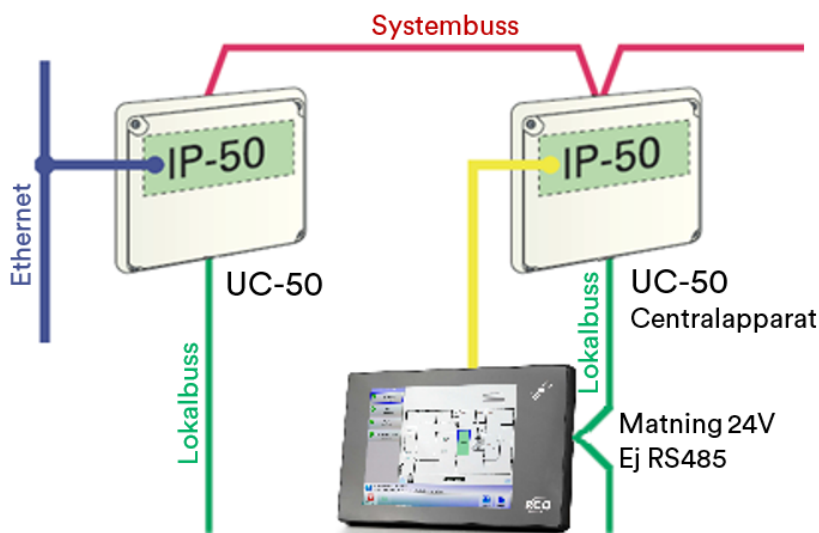 Systembuss
IP-50
IP-50
Ethernet
UC-50
UC-50
Centralapparat
Lokalbuss
Lokalbuss
Matning 24V
Ej RS485
RCO